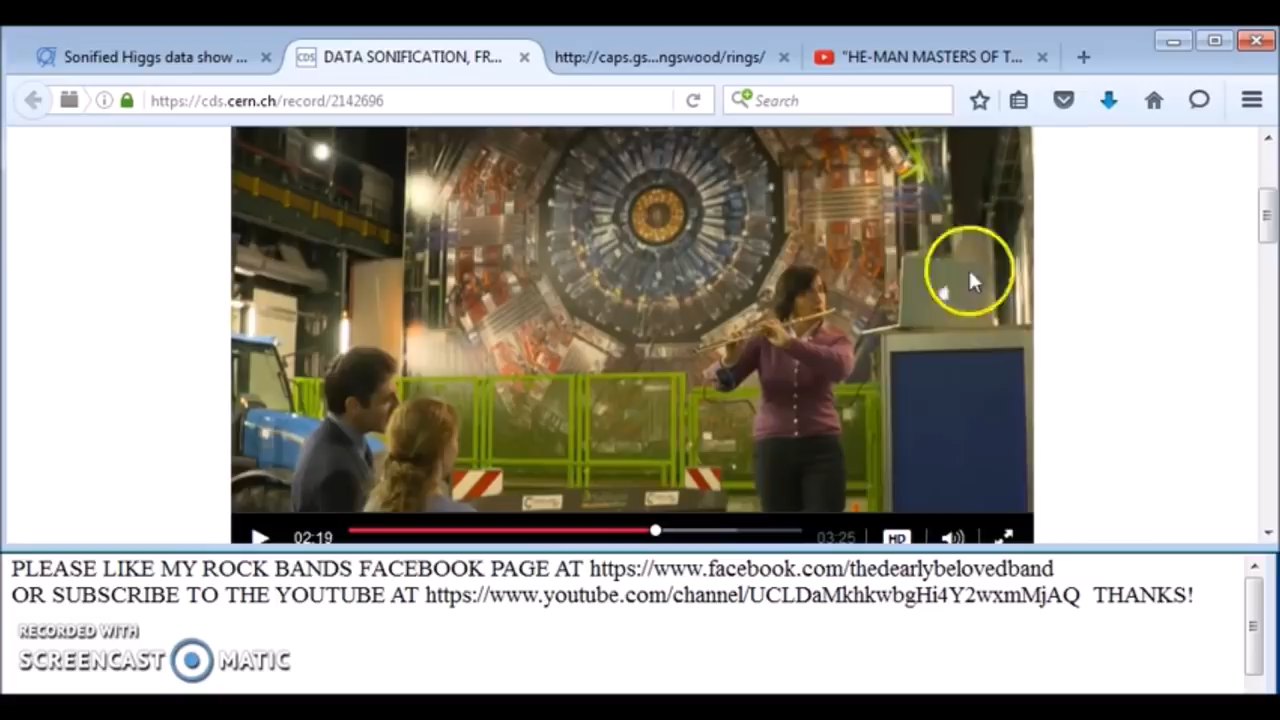 Sonified Higgs data show ...
CDS DATA SONIFICATION, FR...
http://caps.gs...ngswood/rings/
"HE-MAN MASTERS OF T...
https://cds.cern.ch/record/2142696
Search
02:19
03:25
HD
PLEASE LIKE MY ROCK BANDS FACEBOOK PAGE AT https://www.facebook.com/thedearlybelovedband
OR SUBSCRIBE TO THE YOUTUBE AT https://www.youtube.com/channel/UCLDaMkhkwbgHi4Y2wxmMjAQ THANKS!
RECORDED WITH
SCREENCAST MATIC